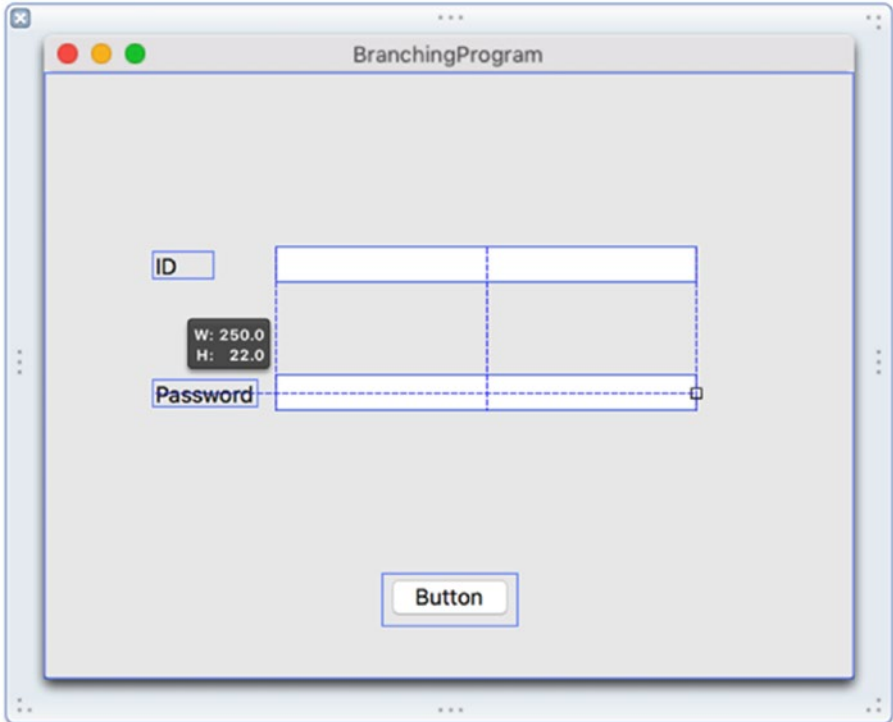 BranchingProgram
ID
W: 250.0
H: 22.0
Password
Button